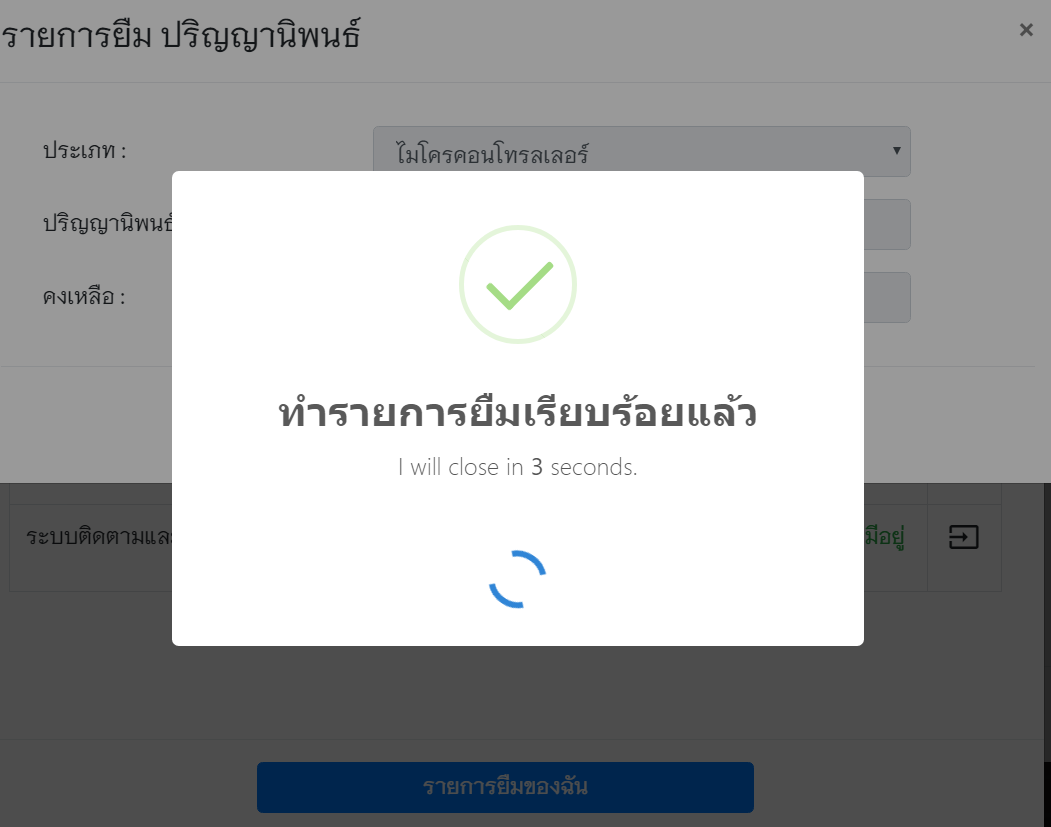 รายการยืม ปริญญานิพนธ์
×
ประเภท :
ไมโครคอนโทรลเลอร์
ปริญญานิพนธ์
คงเหลือ :
ทำรายการยืมเรียบร้อยแล้ว
I will close in 3 seconds.
ระบบติดตามและ
มีอยู่
รายการยืมของฉัน